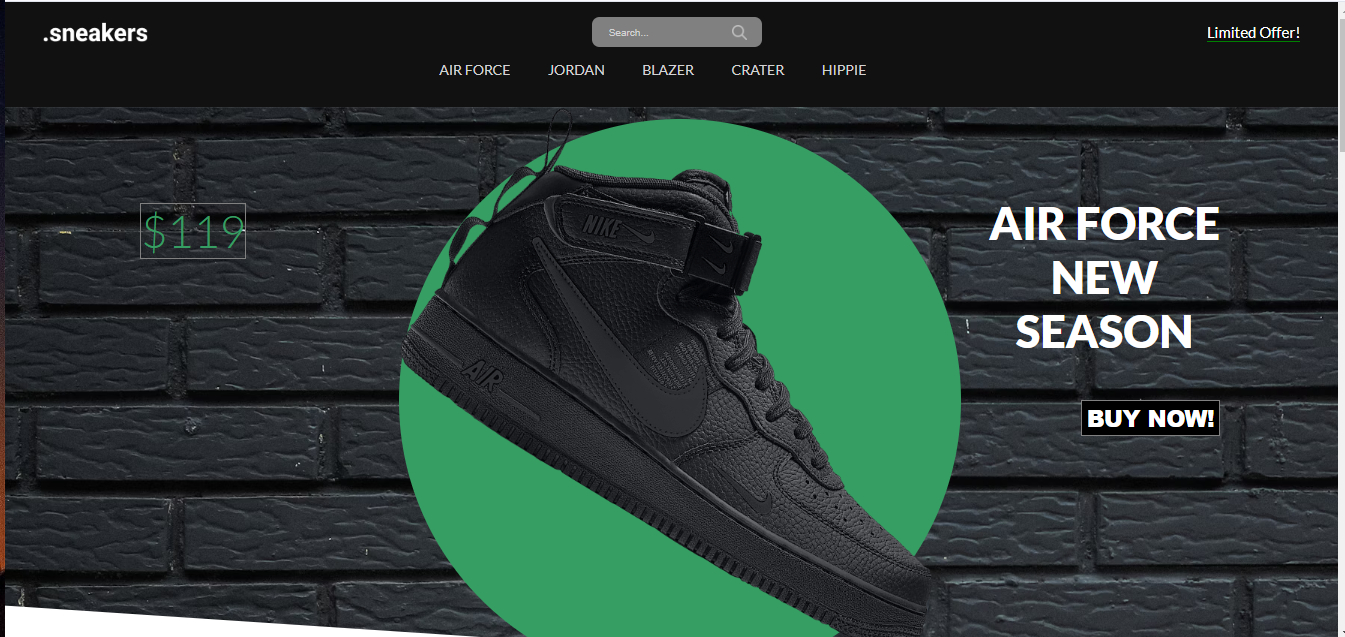 .sneakers
Search...
Limited Offer!
AIR FORCE JORDAN BLAZER CRATER HIPPIE
$119
NIKE
AIR
AIR FORCE
NEW
SEASON
BUY NOW!